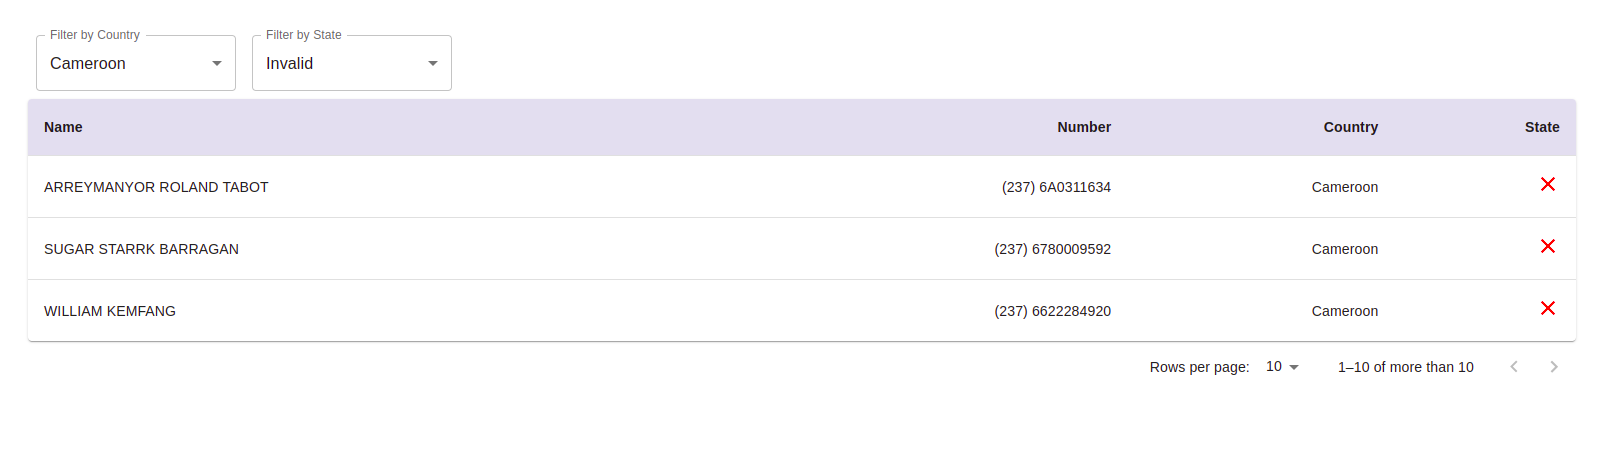 Filter by Country Filter by State
Cameroon Invalid
Name Number Country State
ARREYMANYOR ROLAND TABOT (237) 6A0311634 Cameroon
SUGAR STARRK BARRAGAN (237) 6780009592 Cameroon
WILLIAM KEMFANG (237) 6622284920 Cameroon
Rows per page: 10 1–10 of more than 10